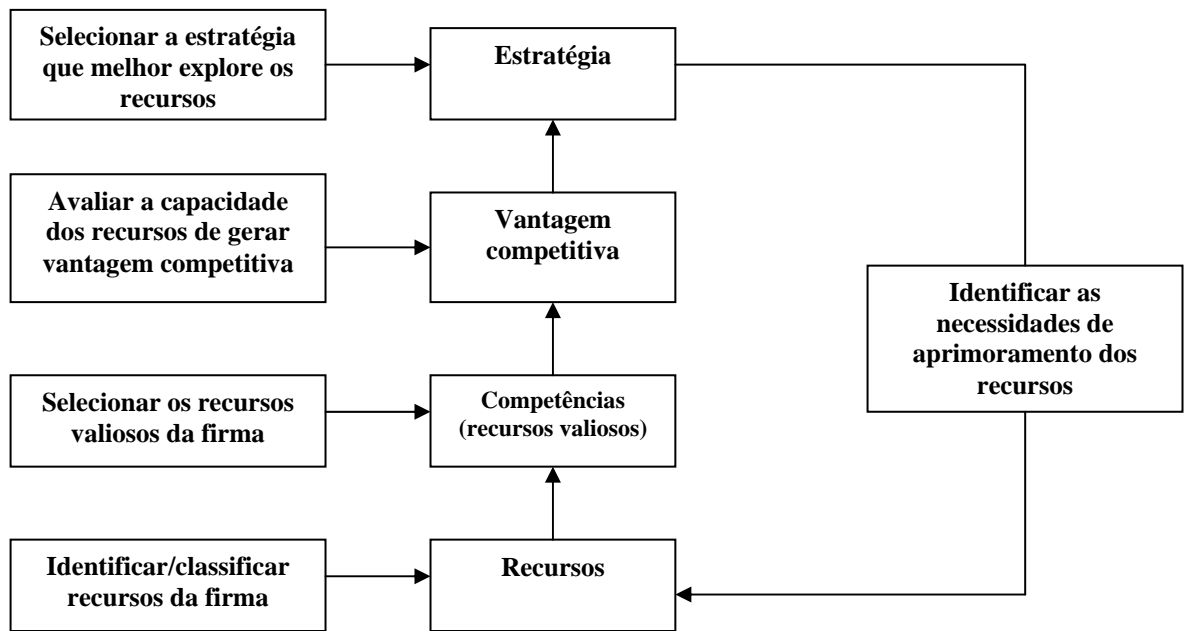 Selecionar a estratégia
que melhor explore os
recursos
Estratégia
Avaliar a capacidade
dos recursos de gerar
vantagem competitiva
Vantagem
competitiva
Identificar as
necessidades de
aprimoramento dos
recursos
Selecionar os recursos
valiosos da firma
Competências
(recursos valiosos)
Identificar/classificar
recursos da firma
Recursos